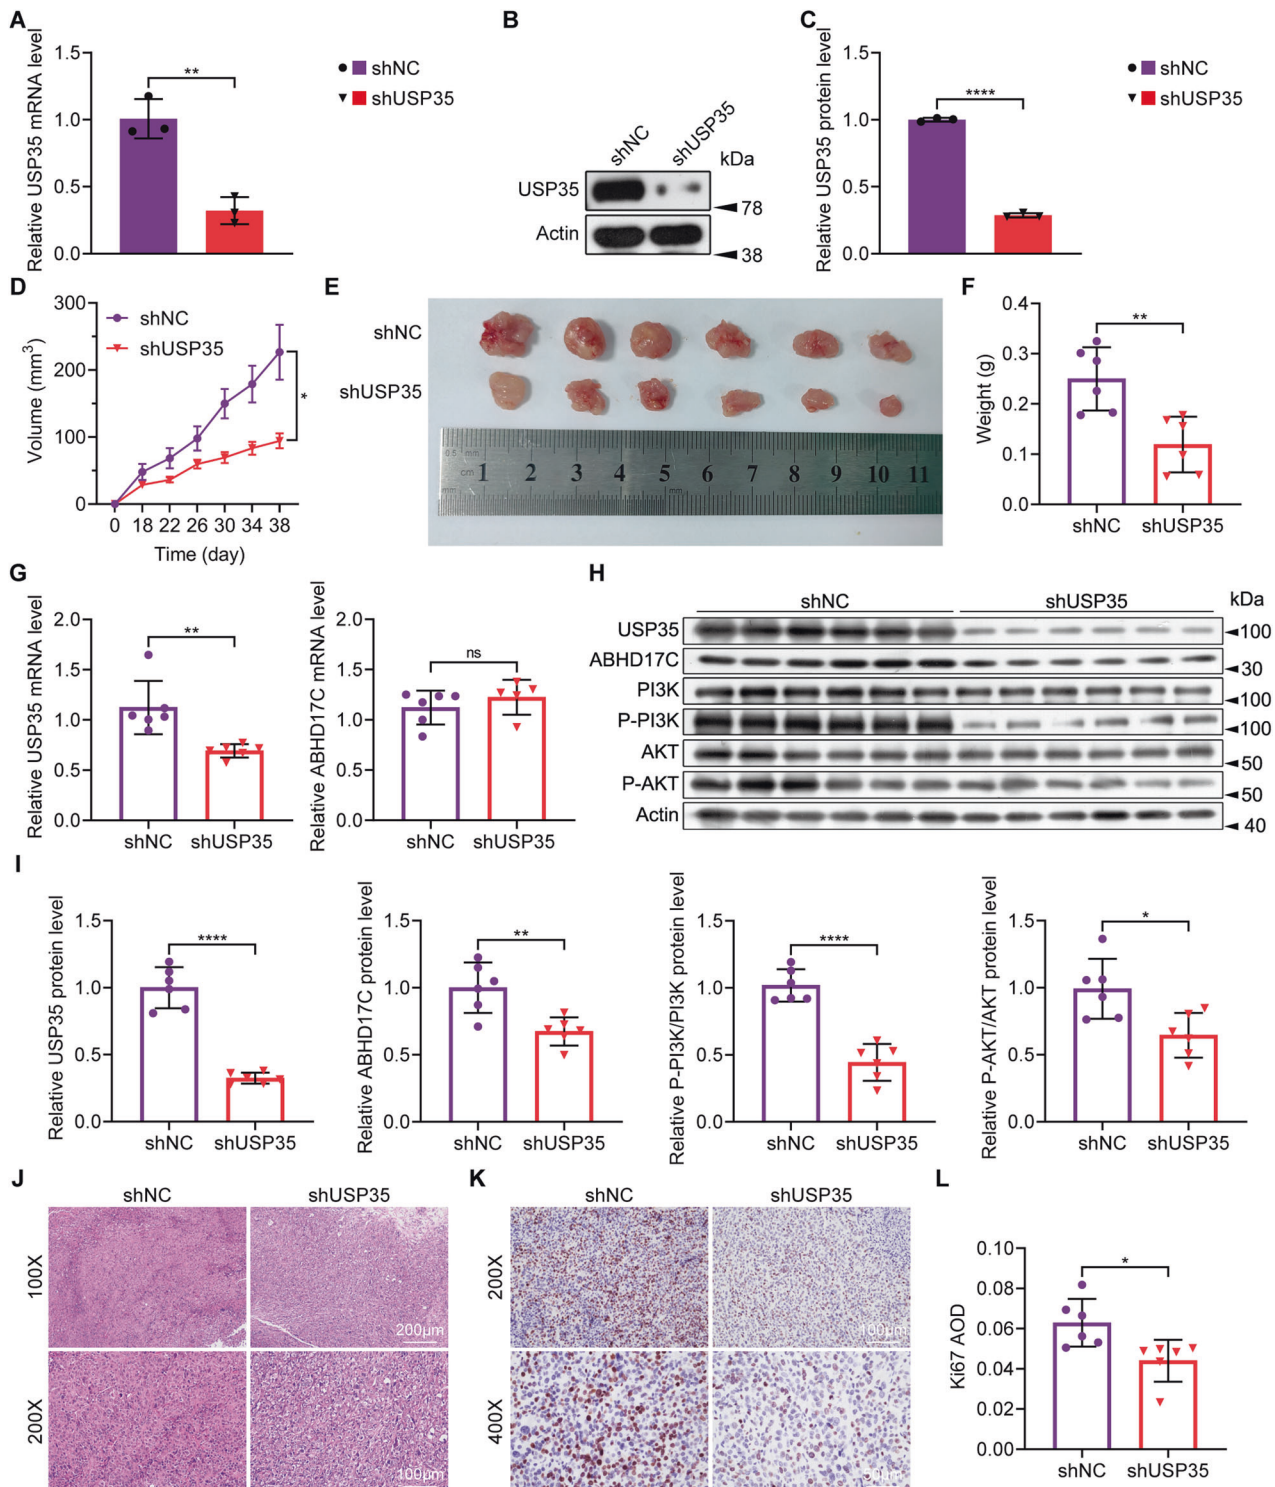 A
Relative USP35 mRNA level
1.5
1.0
0.5
0.0
**
shNC
shUSP35
B
shNC
shUSP35
kDa
USP35
78
Actin
38
C
Relative USP35 protein level
1.5
1.0
0.5
0.0
****
shNC
shUSP35
D
Volume (mm³)
300
200
100
0
shNC
shUSP35
*
0 18 22 26 30 34 38
Time (day)
E
shNC
shUSP35
0.5 mm
cm
1 2 3 4 5 6 7 8 9 10 11
mm
mm
F
Weight (g)
0.4
0.3
0.2
0.1
0.0
**
shNC shUSP35
G
Relative USP35 mRNA level
2.0
1.5
1.0
0.5
0.0
**
shNC shUSP35
Relative ABHD17C mRNA level
2.0
1.5
1.0
0.5
0.0
ns
shNC shUSP35
H
shNC shUSP35 kDa
USP35 100
ABHD17C 30
PI3K 100
P-PI3K 100
AKT 50
P-AKT 50
Actin 40
I
Relative USP35 protein level
1.5
1.0
0.5
0.0
****
shNC shUSP35
Relative ABHD17C protein level
1.5
1.0
0.5
0.0
**
shNC shUSP35
Relative P-PI3K/PI3K protein level
1.5
1.0
0.5
0.0
****
shNC shUSP35
Relative P-AKT/AKT protein level
1.5
1.0
0.5
0.0
*
shNC shUSP35
J
shNC shUSP35
100X
200μm
200X
100μm
K
shNC shUSP35
200X
100μm
400X
50μm
L
Ki67 AOD
0.10
0.08
0.06
0.04
0.02
0.00
*
shNC shUSP35